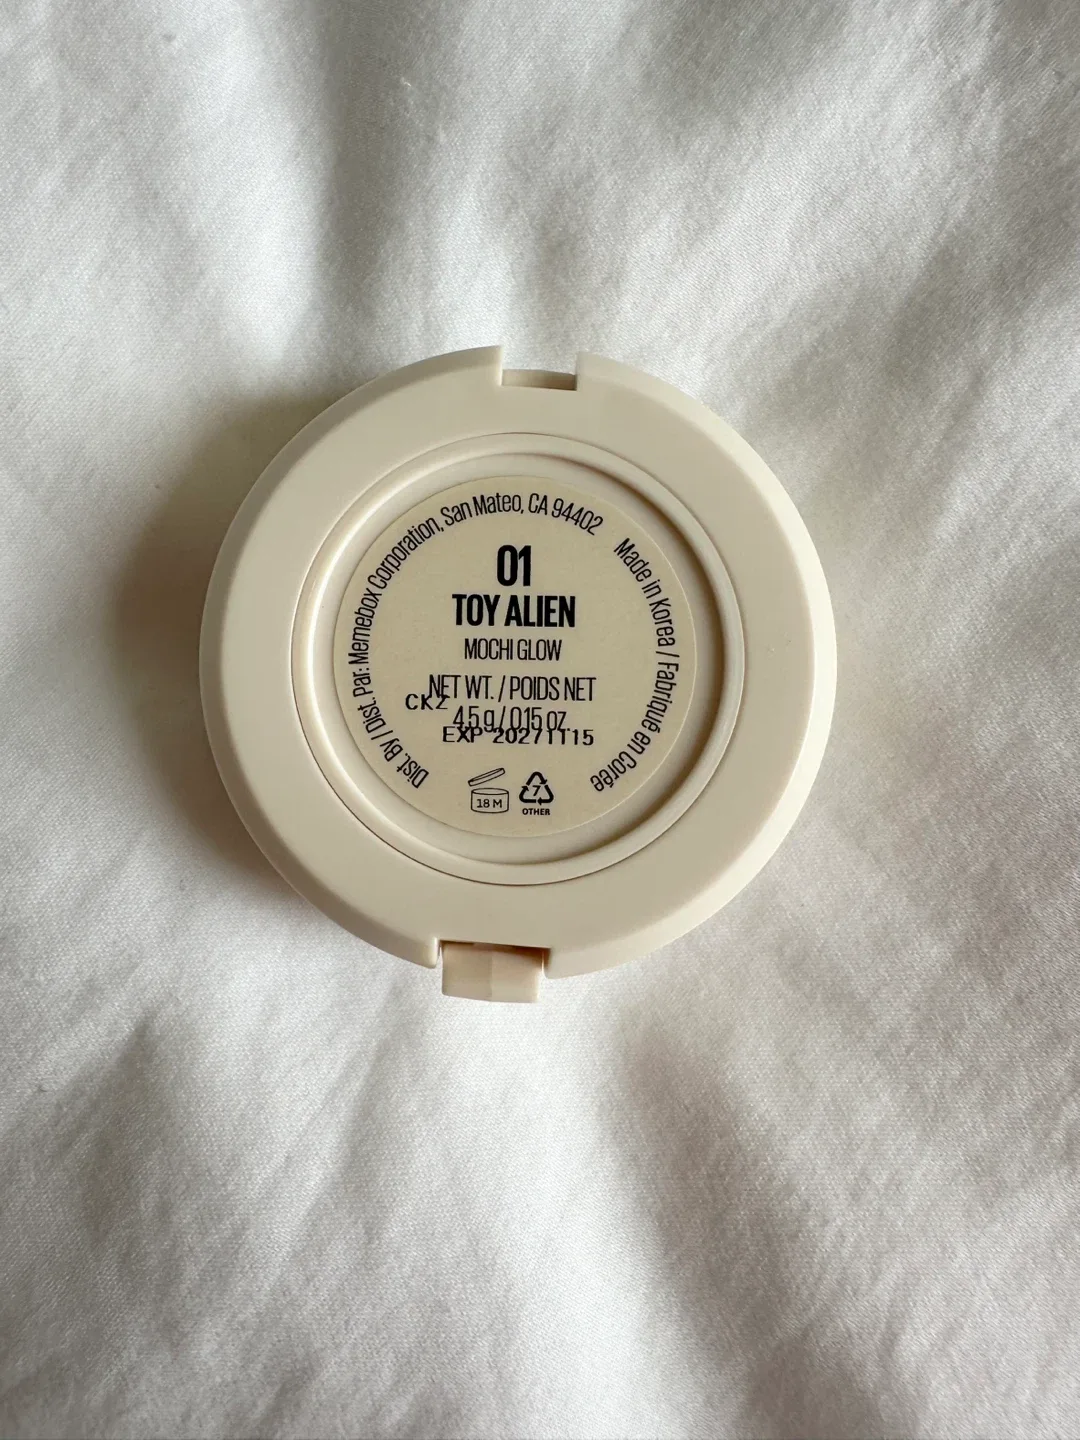 Dist. By / Dist. Par: Memebox Corporation, San Mateo, CA 94402
Made in Korea / Fabriqué en Corée
01
TOY ALIEN
MOCHI GLOW
NET WT. / POIDS NET
CKZ
4.5 g / 0.15 oz.
EXP 20271115
18 M
7
OTHER